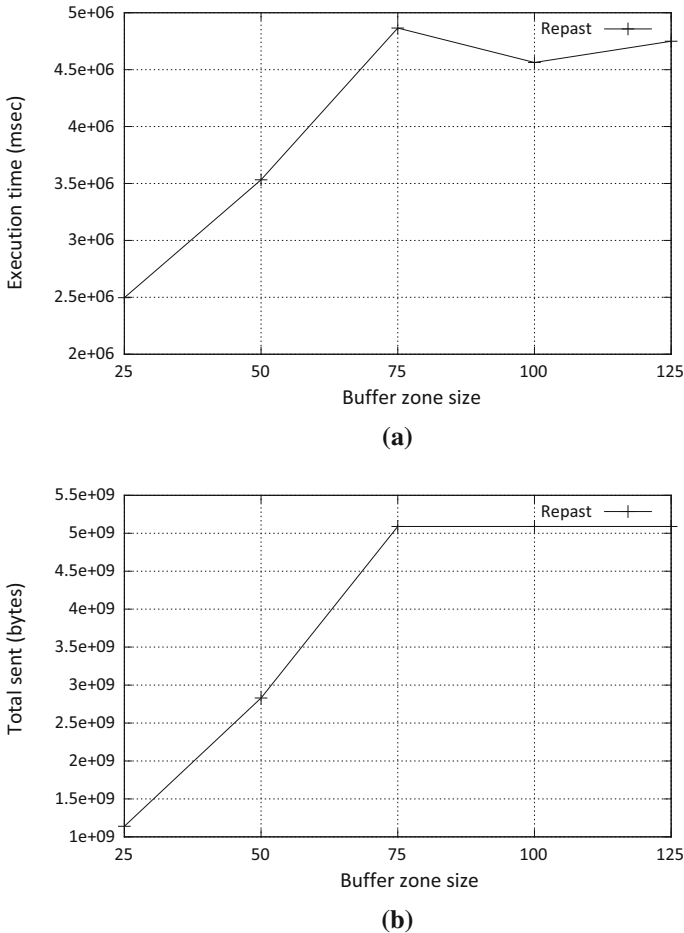 5e+06
4.5e+06
4e+06
3.5e+06
3e+06
2.5e+06
2e+06
Execution time (msec)
Repast
25 50 75 100 125
Buffer zone size
(a)
5.5e+09
5e+09
4.5e+09
4e+09
3.5e+09
3e+09
2.5e+09
2e+09
1.5e+09
1e+09
Total sent (bytes)
Repast
25 50 75 100 125
Buffer zone size
(b)